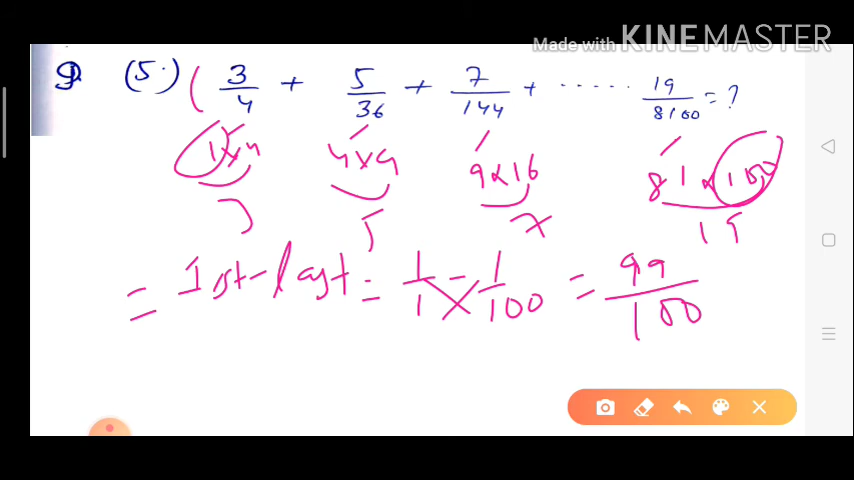 Made with KINEMASTER
9 (5.) ( 3/4 + 5/36 + 7/144 + ...... 19/8100 = ?
1x4 4x9 9x16 81x100
3 5 7 19
= 1st - last = 1/1 - 1/100 = 99/100